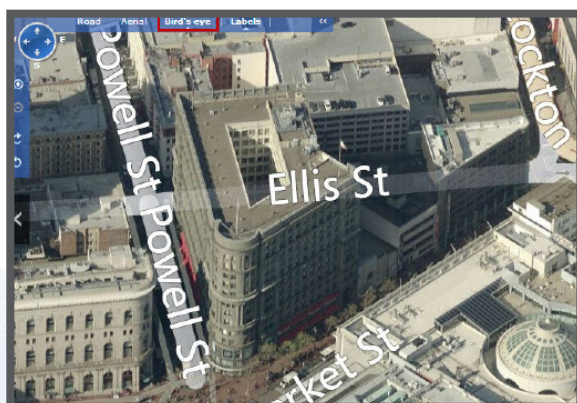 Road Aerial Bird's eye Labels «
E
S
Powell St
Powell St
Ellis St
ockton
rket St